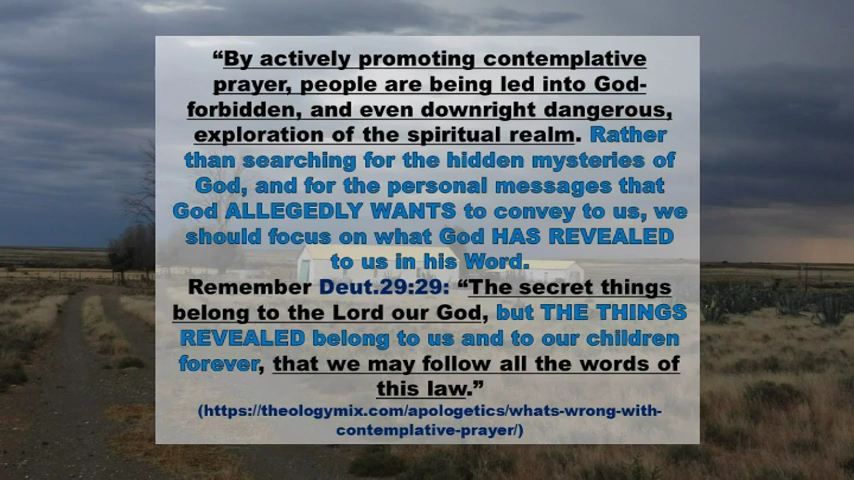 “By actively promoting contemplative
prayer, people are being led into God-
forbidden, and even downright dangerous,
exploration of the spiritual realm. Rather
than searching for the hidden mysteries of
God, and for the personal messages that
God ALLEGEDLY WANTS to convey to us, we
should focus on what God HAS REVEALED
to us in his Word.
Remember Deut.29:29: “The secret things
belong to the Lord our God, but THE THINGS
REVEALED belong to us and to our children
forever, that we may follow all the words of
this law.”
(https://theologymix.com/apologetics/whats-wrong-with-
contemplative-prayer/)